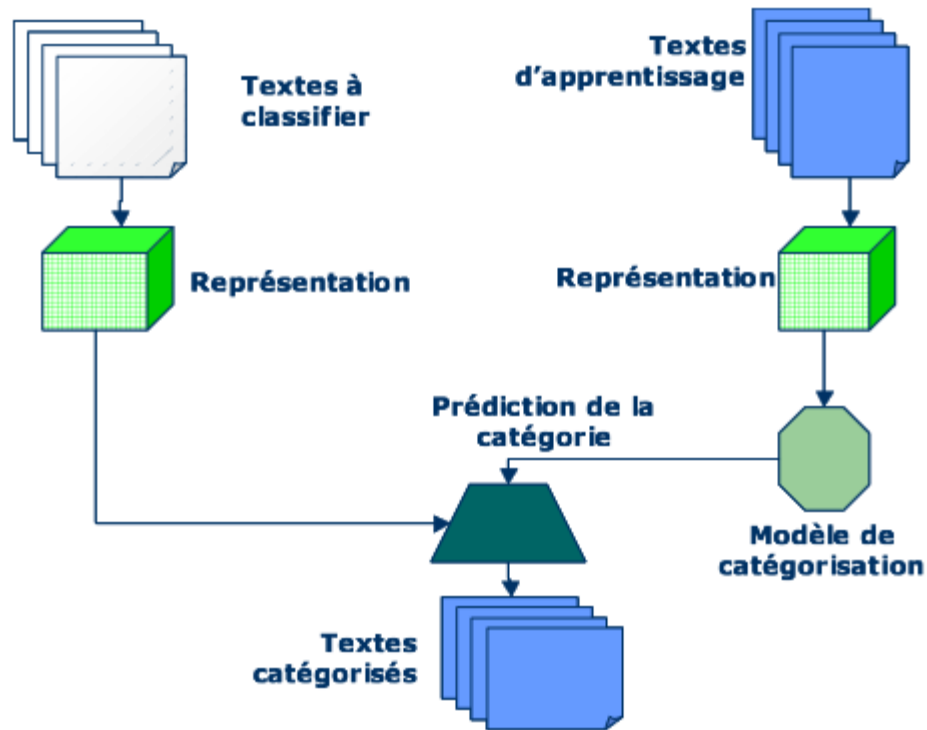 Textes à
classifier
Textes
d'apprentissage
Représentation
Représentation
Prédiction de la
catégorie
Modèle de
catégorisation
Textes
catégorisés